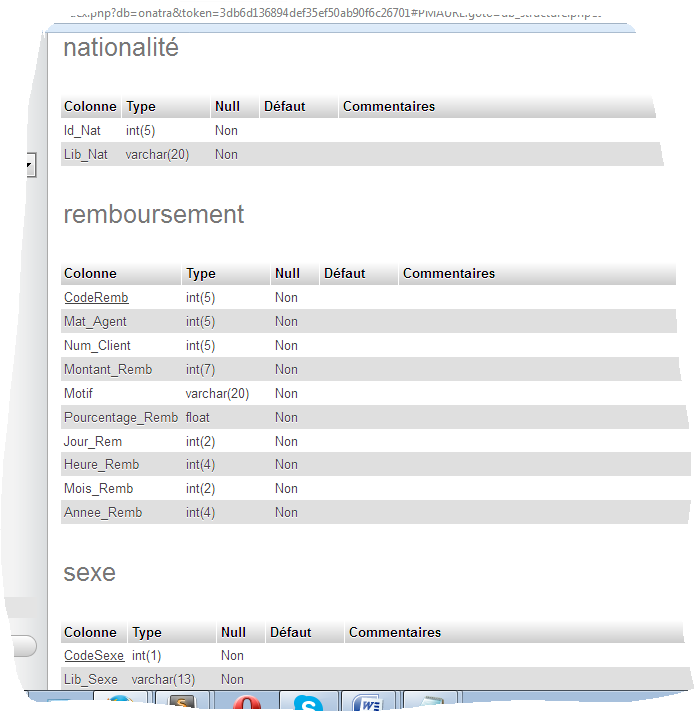 ex.php?db=onatra&token=3db6d136894def35ef50ab90f6c26701#PMAURL:goto=db_structure.php
nationalité
Colonne Type Null Défaut Commentaires
Id_Nat int(5) Non
Lib_Nat varchar(20) Non
remboursement
Colonne Type Null Défaut Commentaires
CodeRemb int(5) Non
Mat_Agent int(5) Non
Num_Client int(5) Non
Montant_Remb int(7) Non
Motif varchar(20) Non
Pourcentage_Remb float Non
Jour_Rem int(2) Non
Heure_Remb int(4) Non
Mois_Remb int(2) Non
Annee_Remb int(4) Non
sexe
Colonne Type Null Défaut Commentaires
CodeSexe int(1) Non
Lib_Sexe varchar(13) Non